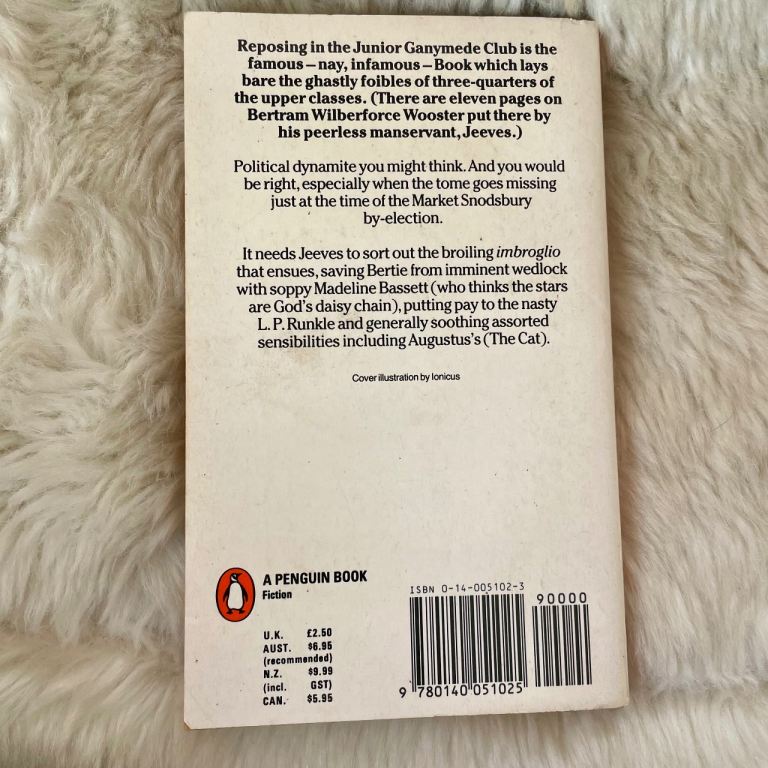 Reposing in the Junior Ganymede Club is the
famous – nay, infamous – Book which lays
bare the ghastly foibles of three-quarters of
the upper classes. (There are eleven pages on
Bertram Wilberforce Wooster put there by
his peerless manservant, Jeeves.)
Political dynamite you might think. And you would
be right, especially when the tome goes missing
just at the time of the Market Snodsbury
by-election.
It needs Jeeves to sort out the broiling imbroglio
that ensues, saving Bertie from imminent wedlock
with soppy Madeline Bassett (who thinks the stars
are God's daisy chain), putting pay to the nasty
L. P. Runkle and generally soothing assorted
sensibilities including Augustus's (The Cat).
Cover illustration by Ionicus
A PENGUIN BOOK
Fiction
U.K. £2.50
AUST. $6.95
(recommended)
N.Z. $9.99
(incl. GST)
CAN. $5.95
ISBN 0-14-005102-3
90000
9 780140 051025